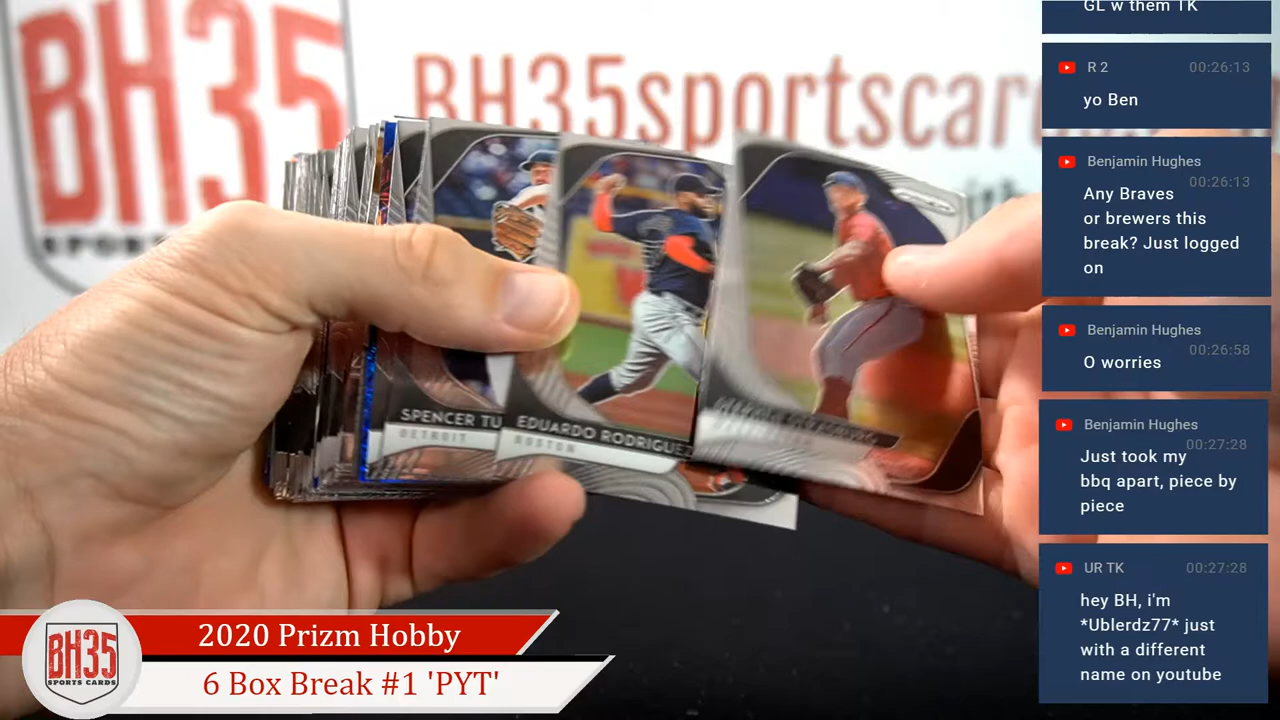 BH35
SPORTS
BH35sportscar
SPENCER TU
DETROIT
EDUARDO RODRIGUEZ
BOSTON
BH35
SPORTS CARDS
2020 Prizm Hobby
6 Box Break #1 'PYT'
GL w them TK
R 2
00:26:13
yo Ben
Benjamin Hughes
00:26:13
Any Braves
or brewers this
break? Just logged
on
Benjamin Hughes
00:26:58
O worries
Benjamin Hughes
00:27:28
Just took my
bbq apart, piece by
piece
UR TK
00:27:28
hey BH, i'm
*Ublerdz77* just
with a different
name on youtube